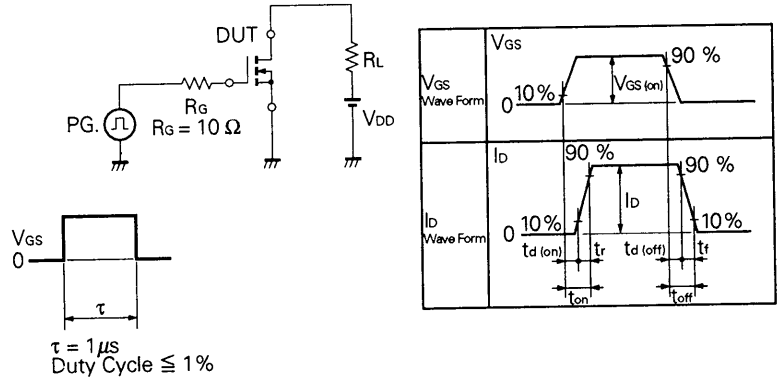 DUT
RL
RG
RG = 10 Ω
PG.
VDD
VGS
0
τ
τ = 1 μs
Duty Cycle ≦ 1%
VGS
Wave Form
VGS
90 %
10 %
VGS (on)
0
ID
Wave Form
ID
90 %
90 %
ID
10 %
10 %
0
td (on)
tr
td (off)
tf
ton
toff